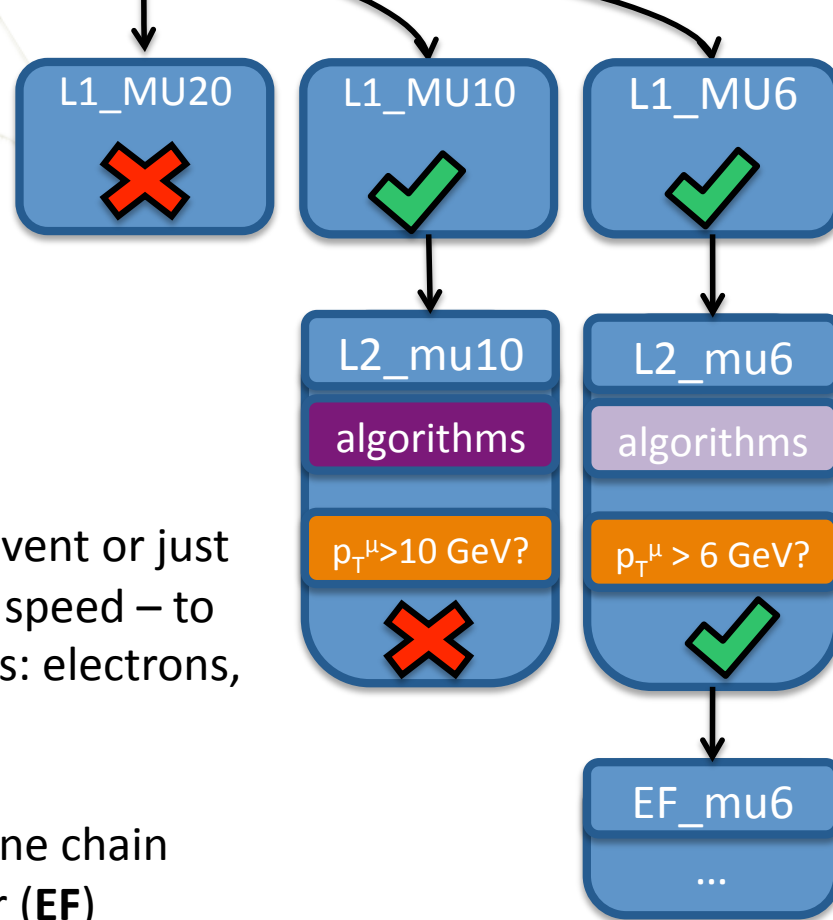 L1_MU20
L1_MU10
L1_MU6
L2_mu10
L2_mu6
algorithms
algorithms
p_T^μ>10 GeV?
p_T^μ > 6 GeV?
vent or just
speed – to
s: electrons,
EF_mu6
...
ne chain
r (EF)